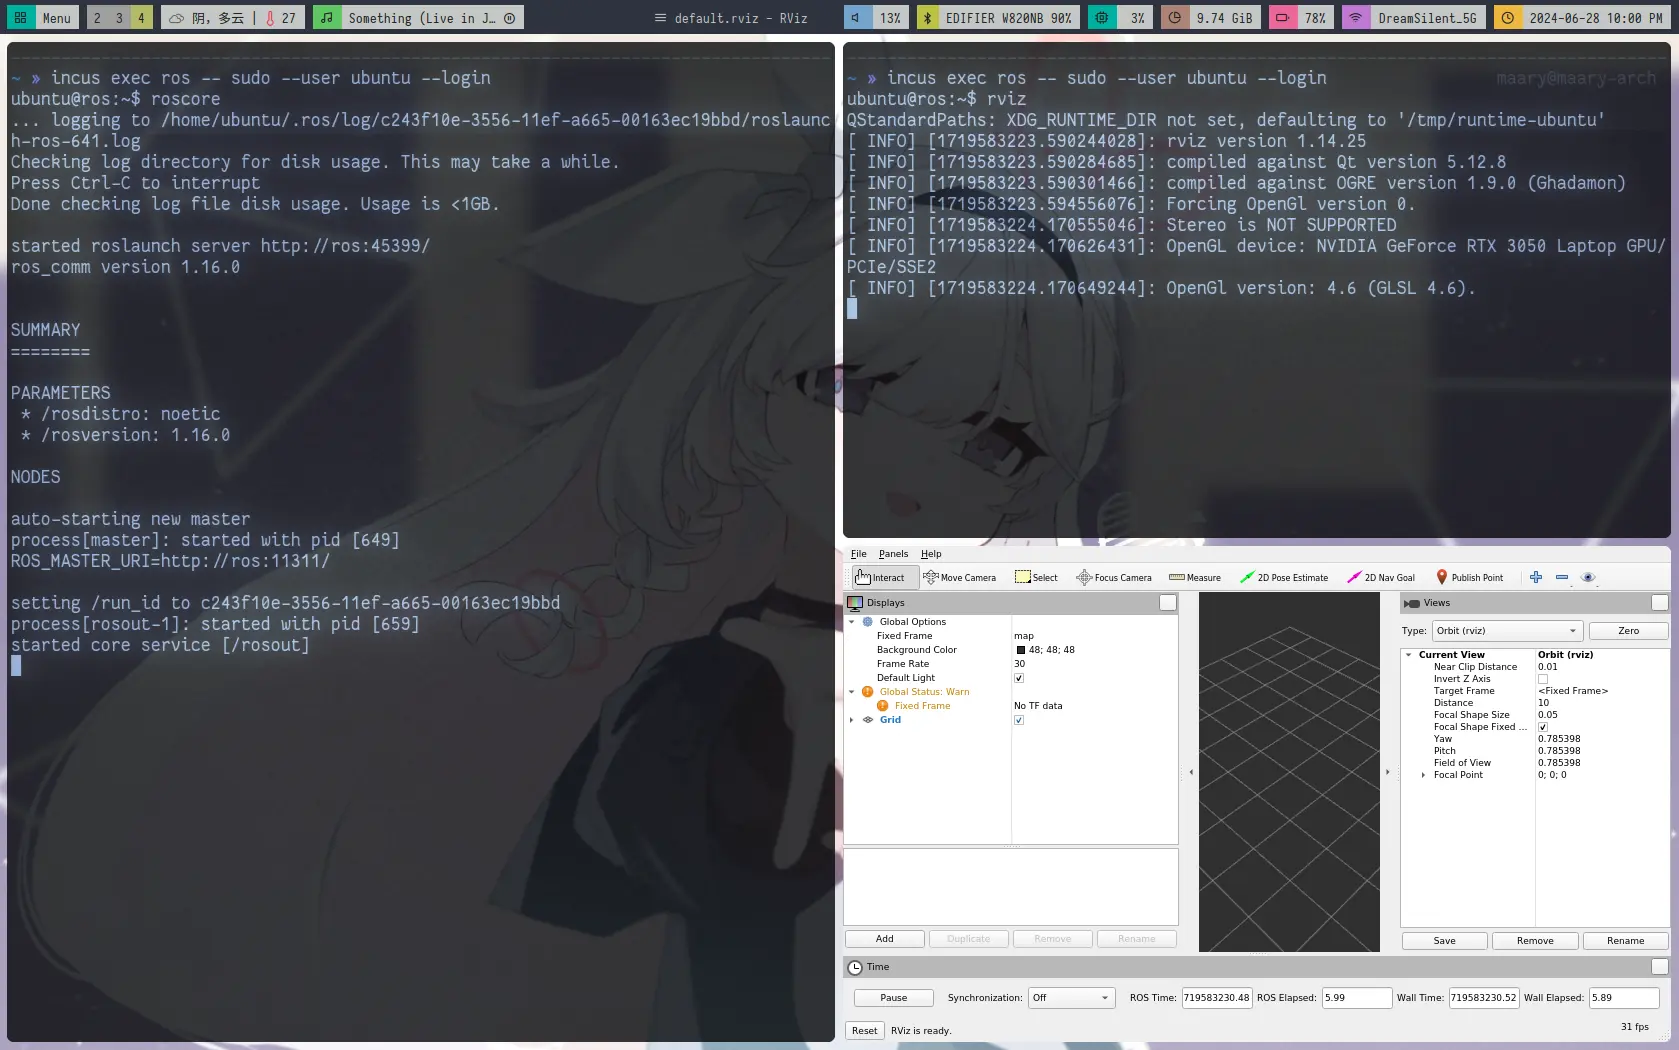 Menu
2 3 4
阴，多云 | 27
Something (Live in J…
default.rviz - RViz
13%
EDIFIER W820NB 90%
3%
9.74 GiB
78%
DreamSilent_5G
2024-06-28 10:00 PM
~ » incus exec ros -- sudo --user ubuntu --login
ubuntu@ros:~$ roscore
... logging to /home/ubuntu/.ros/log/c243f10e-3556-11ef-a665-00163ec19bbd/roslaunc
h-ros-641.log
Checking log directory for disk usage. This may take a while.
Press Ctrl-C to interrupt
Done checking log file disk usage. Usage is <1GB.
started roslaunch server http://ros:45399/
ros_comm version 1.16.0
SUMMARY
========
PARAMETERS
* /rosdistro: noetic
* /rosversion: 1.16.0
NODES
auto-starting new master
process[master]: started with pid [649]
ROS_MASTER_URI=http://ros:11311/
setting /run_id to c243f10e-3556-11ef-a665-00163ec19bbd
process[rosout-1]: started with pid [659]
started core service [/rosout]
~ » incus exec ros -- sudo --user ubuntu --login maary@maary-arch
ubuntu@ros:~$ rviz
QStandardPaths: XDG_RUNTIME_DIR not set, defaulting to '/tmp/runtime-ubuntu'
[ INFO] [1719583223.590244028]: rviz version 1.14.25
[ INFO] [1719583223.590284685]: compiled against Qt version 5.12.8
[ INFO] [1719583223.590301466]: compiled against OGRE version 1.9.0 (Ghadamon)
[ INFO] [1719583223.594556076]: Forcing OpenGl version 0.
[ INFO] [1719583224.170555046]: Stereo is NOT SUPPORTED
[ INFO] [1719583224.170626431]: OpenGL device: NVIDIA GeForce RTX 3050 Laptop GPU/
PCIe/SSE2
[ INFO] [1719583224.170649244]: OpenGl version: 4.6 (GLSL 4.6).
File Panels Help
Interact Move Camera Select Focus Camera Measure 2D Pose Estimate 2D Nav Goal Publish Point
Displays
Global Options
Fixed Frame map
Background Color 48; 48; 48
Frame Rate 30
Default Light
Global Status: Warn
Fixed Frame No TF data
Grid
Add Duplicate Remove Rename
Views
Type: Orbit (rviz) Zero
Current View Orbit (rviz)
Near Clip Distance 0.01
Invert Z Axis
Target Frame <Fixed Frame>
Distance 10
Focal Shape Size 0.05
Focal Shape Fixed ...
Yaw 0.785398
Pitch 0.785398
Field of View 0.785398
Focal Point 0; 0; 0
Save Remove Rename
Time
Pause Synchronization: Off ROS Time: 719583230.48 ROS Elapsed: 5.99 Wall Time: 719583230.52 Wall Elapsed: 5.89
Reset RViz is ready. 31 fps